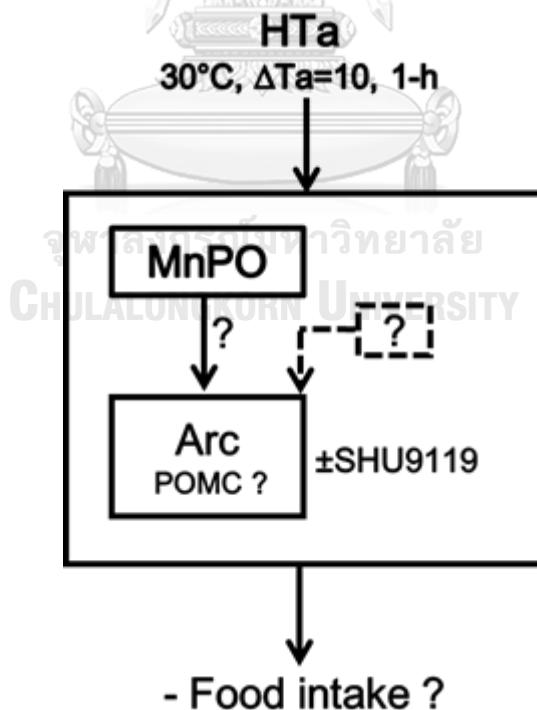 HTa
30°C, ΔTa=10, 1-h
จุฬาลงกรณ์มหาวิทยาลัย
MnPO
CHULALONGKORN UNIVERSITY
?
?
Arc
POMC ?
±SHU9119
- Food intake ?